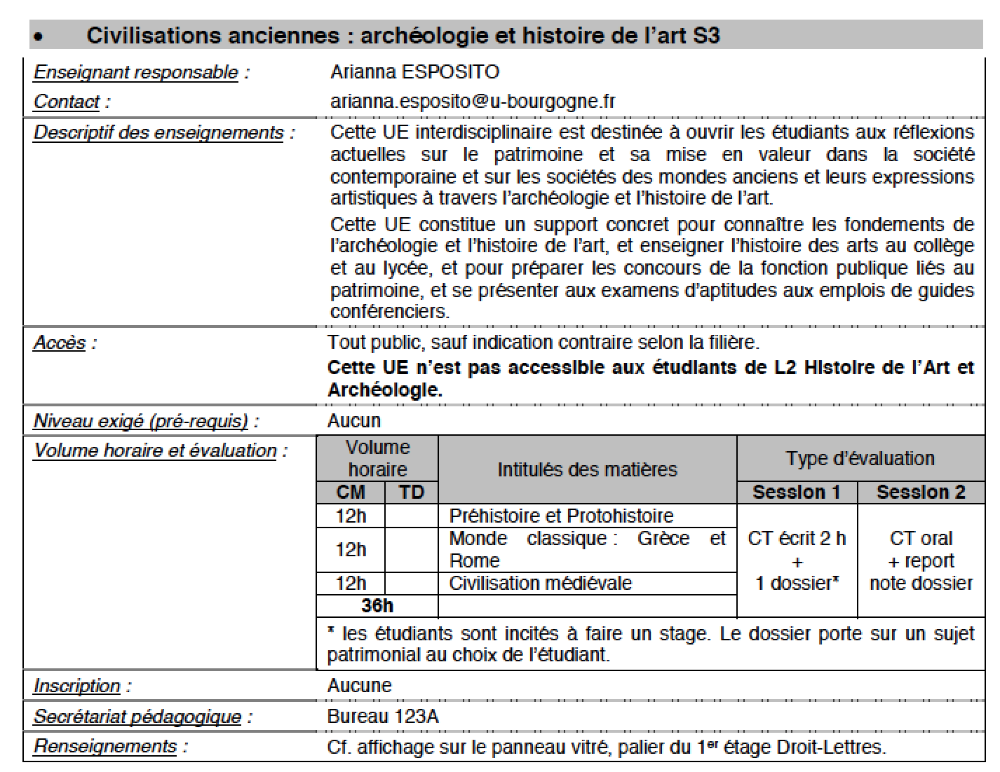 • Civilisations anciennes : archéologie et histoire de l’art S3
Enseignant responsable : Arianna ESPOSITO
Contact : arianna.esposito@u-bourgogne.fr
Descriptif des enseignements : Cette UE interdisciplinaire est destinée à ouvrir les étudiants aux réflexions
actuelles sur le patrimoine et sa mise en valeur dans la société
contemporaine et sur les sociétés des mondes anciens et leurs expressions
artistiques à travers l’archéologie et l’histoire de l’art.
Cette UE constitue un support concret pour connaître les fondements de
l’archéologie et l’histoire de l’art, et enseigner l’histoire des arts au collège
et au lycée, et pour préparer les concours de la fonction publique liés au
patrimoine, et se présenter aux examens d’aptitudes aux emplois de guides
conférenciers.
Accès : Tout public, sauf indication contraire selon la filière.
Cette UE n’est pas accessible aux étudiants de L2 Histoire de l’Art et
Archéologie.
Niveau exigé (pré-requis) : Aucun
Volume horaire et évaluation :
Volume
horaire
Intitulés des matières
Type d’évaluation
CM TD Session 1 Session 2
12h Préhistoire et Protohistoire
12h Monde classique : Grèce et
Rome
12h Civilisation médiévale
36h
CT écrit 2 h
+
1 dossier*
CT oral
+ report
note dossier
* les étudiants sont incités à faire un stage. Le dossier porte sur un sujet
patrimonial au choix de l’étudiant.
Inscription : Aucune
Secrétariat pédagogique : Bureau 123A
Renseignements : Cf. affichage sur le panneau vitré, palier du 1er étage Droit-Lettres.